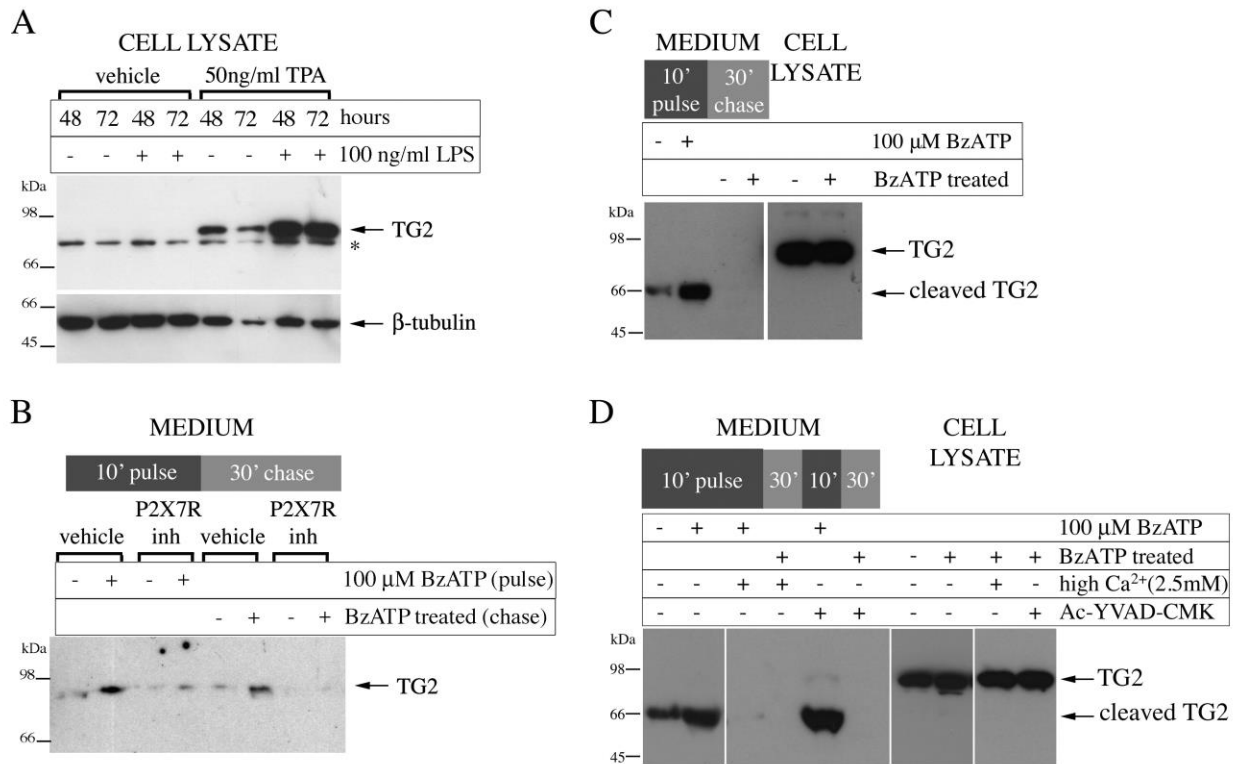 A
CELL LYSATE
vehicle 50ng/ml TPA
48 72 48 72 48 72 48 72 hours
- - + + - - + + 100 ng/ml LPS
kDa
98
TG2
*
66
66
β-tubulin
45
B
MEDIUM
10’ pulse 30’ chase
P2X7R P2X7R
vehicle inh vehicle inh
- + - + 100 μM BzATP (pulse)
- + - + BzATP treated (chase)
kDa
98
TG2
66
C
MEDIUM CELL
LYSATE
10’ 30’
pulse chase
- + 100 μM BzATP
- + - + BzATP treated
kDa
98
TG2
66
cleaved TG2
45
D
MEDIUM CELL
LYSATE
10’ pulse 30’ 10’ 30’
- + + + 100 μM BzATP
+ + - + + + BzATP treated
- - + + - - - - + - high Ca²⁺(2.5mM)
- - - - + + - - - + Ac-YVAD-CMK
kDa
98
TG2
66
cleaved TG2
45